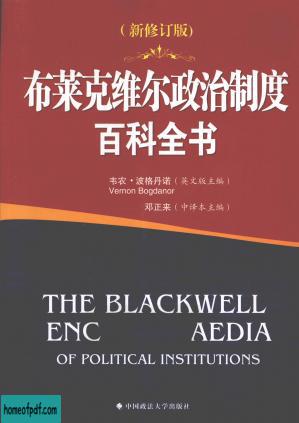 （新修订版）
布莱克维尔政治制度
百科全书
韦农·波格丹诺（英文版主编）
Vernon Bogdanor
邓正来（中译本主编）
THE BLACKWELL
ENC AEDIA
OF POLITICAL INSTITUTIONS
中国政法大学出版社
homeofpdf.com